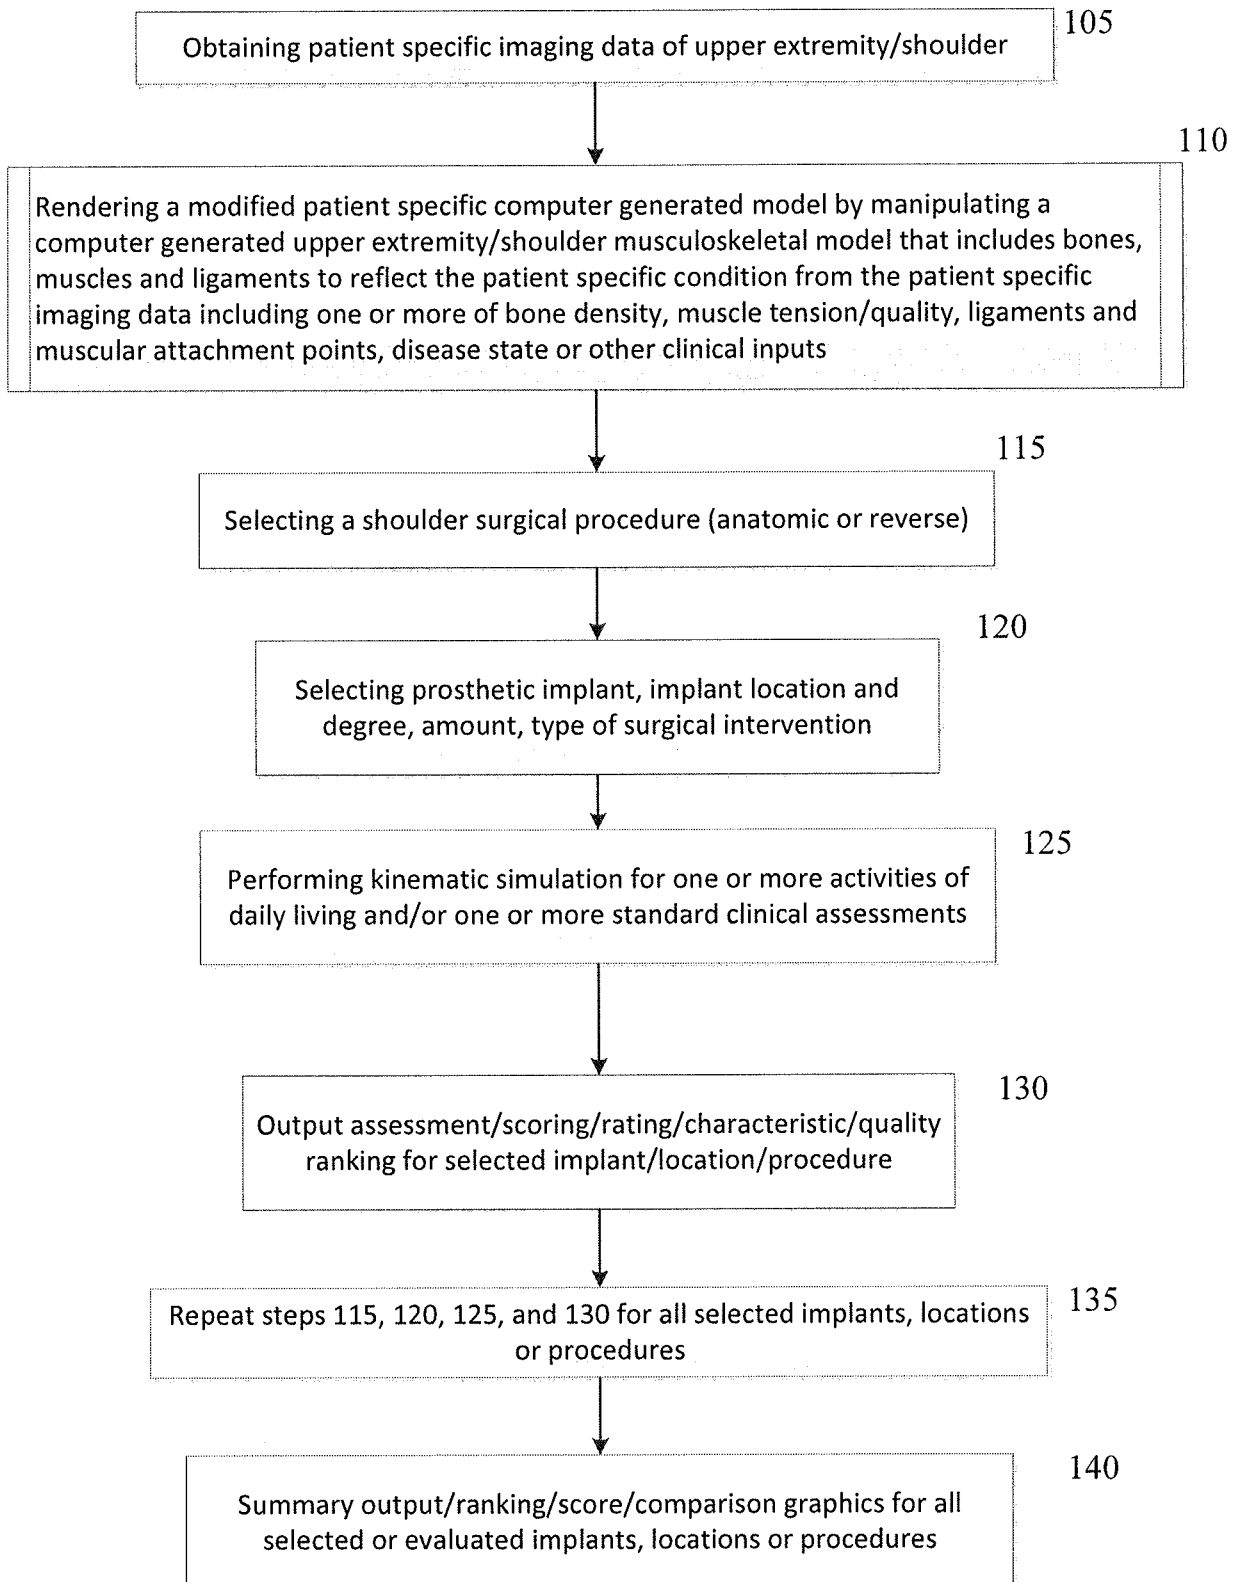 105
Obtaining patient specific imaging data of upper extremity/shoulder
110
Rendering a modified patient specific computer generated model by manipulating a
computer generated upper extremity/shoulder musculoskeletal model that includes bones,
muscles and ligaments to reflect the patient specific condition from the patient specific
imaging data including one or more of bone density, muscle tension/quality, ligaments and
muscular attachment points, disease state or other clinical inputs
115
Selecting a shoulder surgical procedure (anatomic or reverse)
120
Selecting prosthetic implant, implant location and
degree, amount, type of surgical intervention
125
Performing kinematic simulation for one or more activities of
daily living and/or one or more standard clinical assessments
130
Output assessment/scoring/rating/characteristic/quality
ranking for selected implant/location/procedure
135
Repeat steps 115, 120, 125, and 130 for all selected implants, locations
or procedures
140
Summary output/ranking/score/comparison graphics for all
selected or evaluated implants, locations or procedures